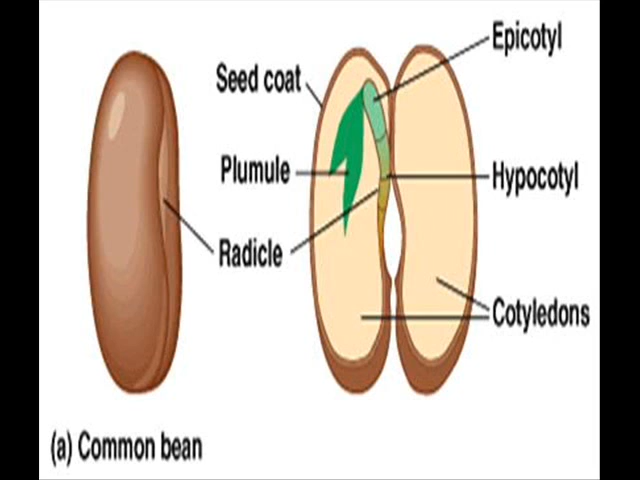 Epicotyl
Seed coat
Plumule
Hypocotyl
Radicle
Cotyledons
(a) Common bean